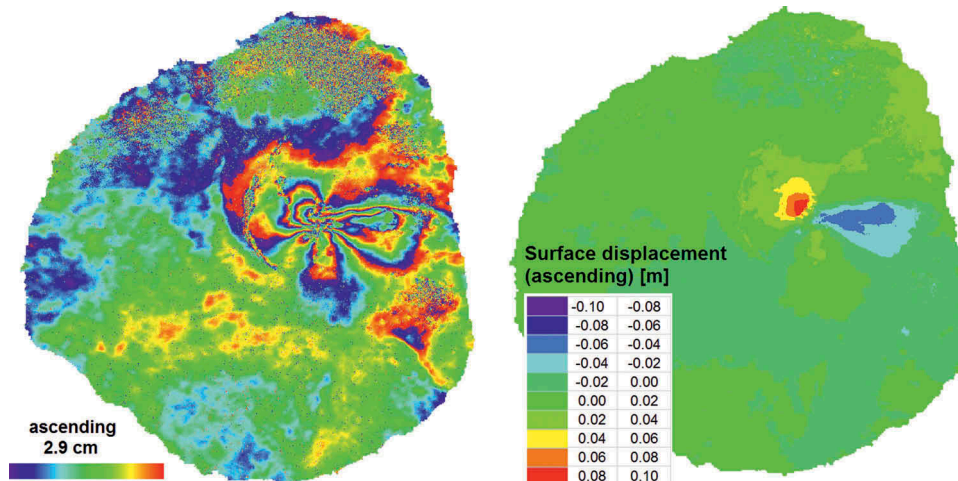 ascending
2.9 cm
Surface displacement
(ascending) [m]
-0.10 -0.08
-0.08 -0.06
-0.06 -0.04
-0.04 -0.02
-0.02 0.00
0.00 0.02
0.02 0.04
0.04 0.06
0.06 0.08
0.08 0.10